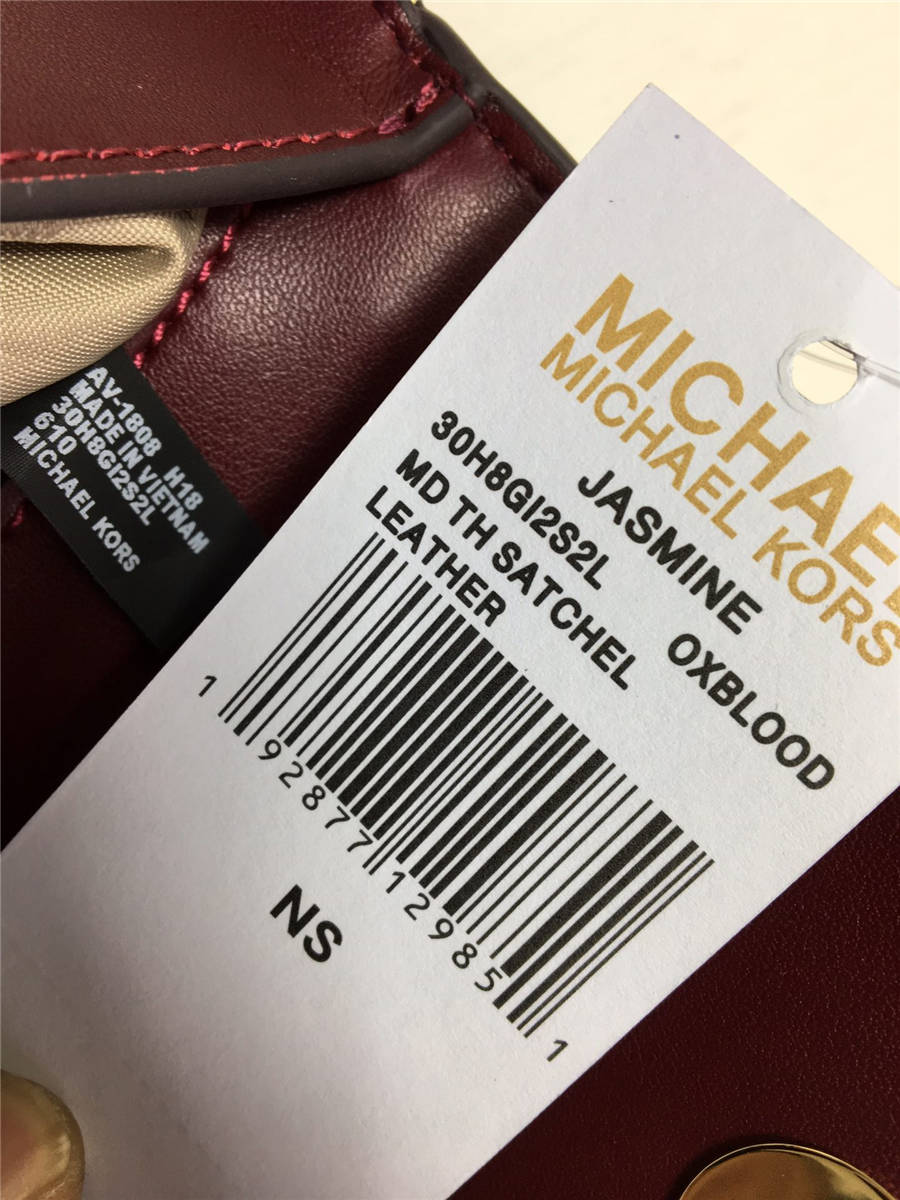 AV-1808 H18
MADE IN VIETNAM
30H8GI2S2L
610
MICHAEL KORS
MICHAEL
MICHAEL KORS
JASMINE
30H8GI2S2L OXBLOOD
MD TH SATCHEL
LEATHER
1 92877 12985 1
NS